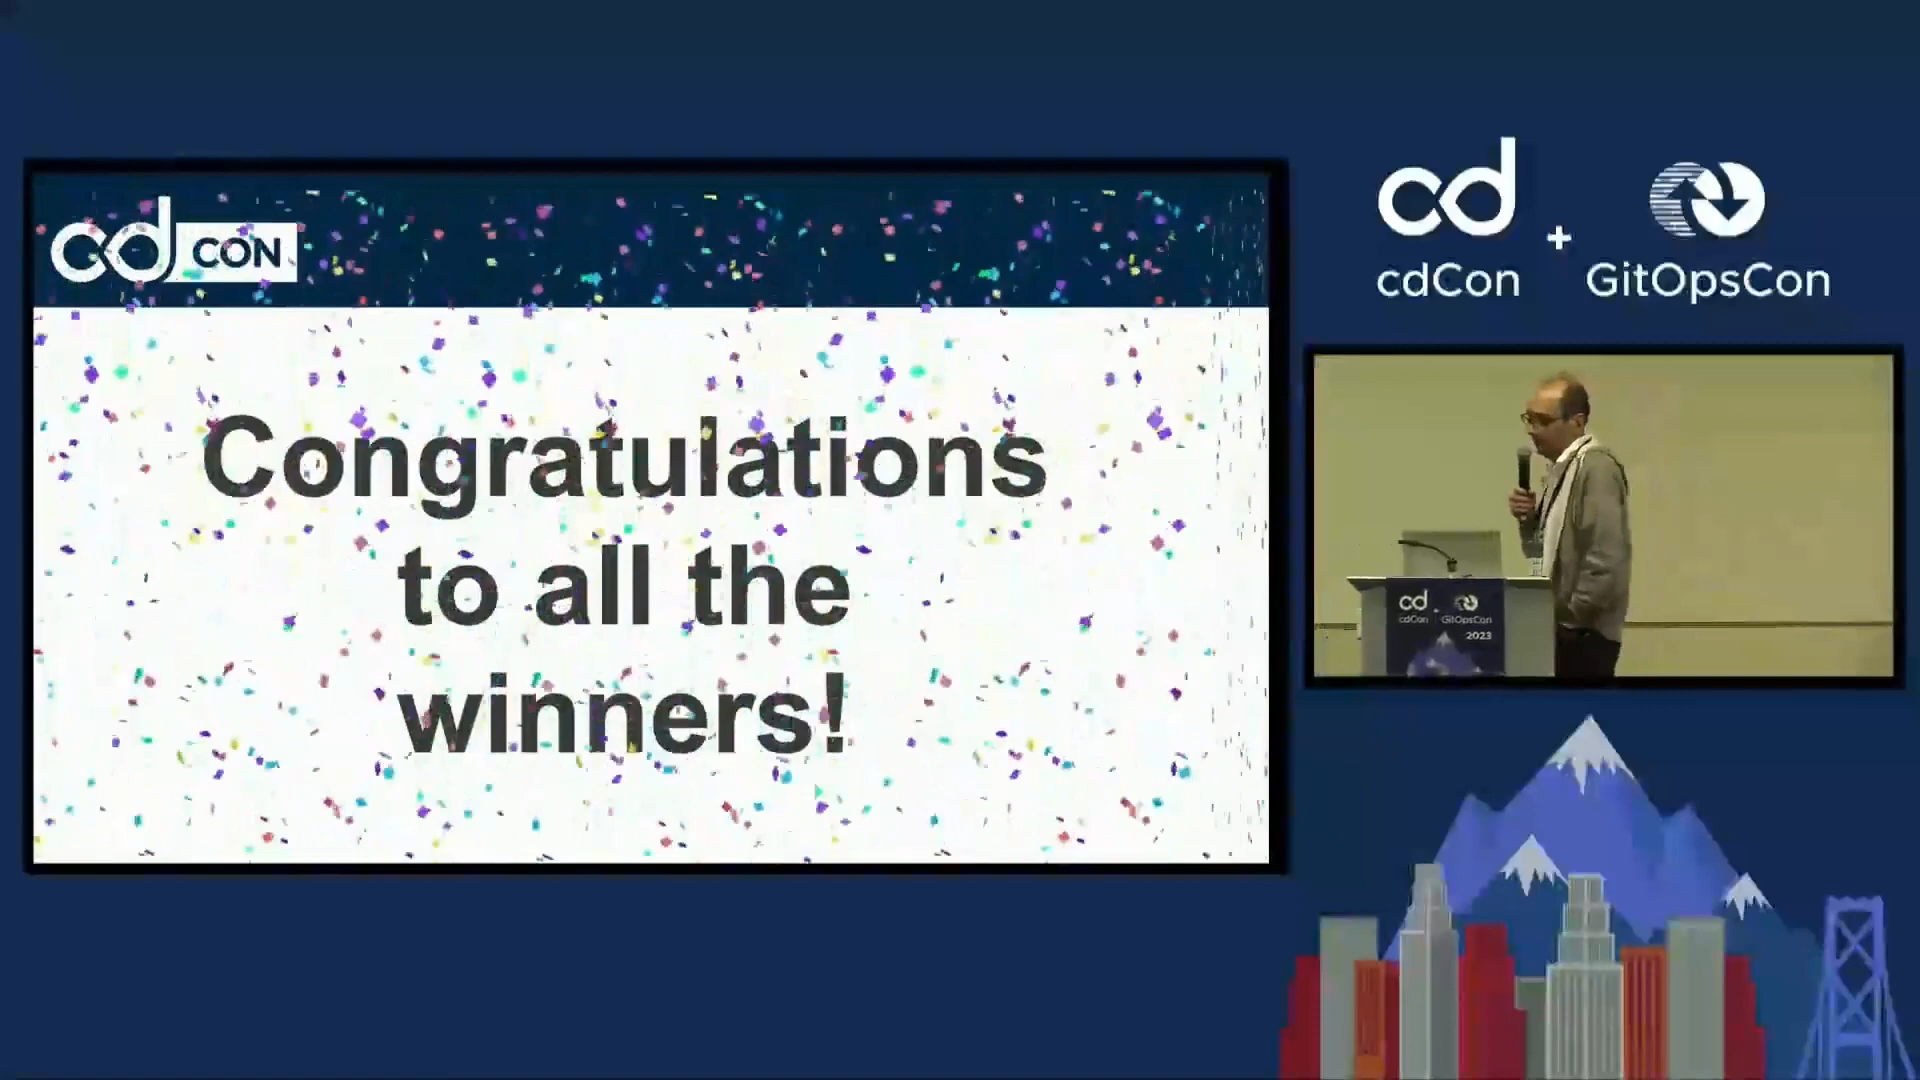 cd CON
Congratulations
to all the
winners!
cd
+
cdCon
GitOpsCon
cd
cdCon
GitOpsCon
2023